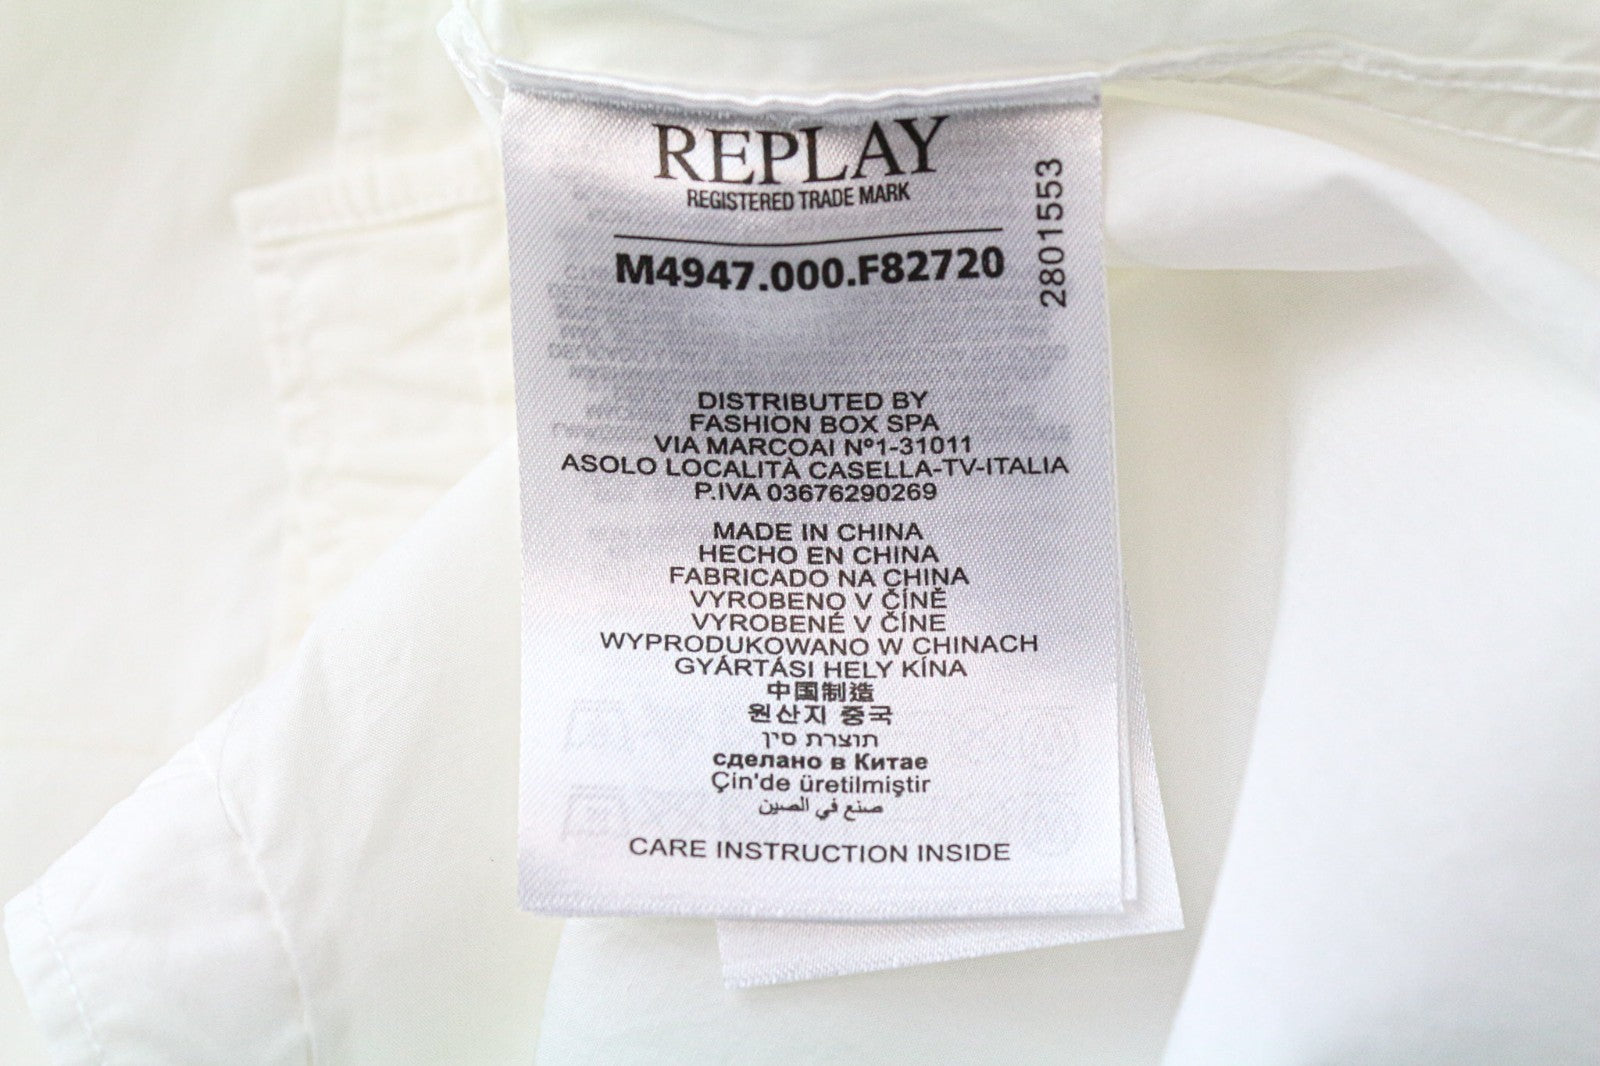 REPLAY
REGISTERED TRADE MARK
M4947.000.F82720
2801553
DISTRIBUTED BY
FASHION BOX SPA
VIA MARCOAI Nº1-31011
ASOLO LOCALITÀ CASELLA-TV-ITALIA
P.IVA 03676290269
MADE IN CHINA
HECHO EN CHINA
FABRICADO NA CHINA
VYROBENO V ČÍNĚ
VYROBENÉ V ČÍNE
WYPRODUKOWANO W CHINACH
GYÁRTÁSI HELY KÍNA
中国制造
원산지 중국
תוצרת סין
сделано в Китае
Çin'de üretilmiştir
صنع في الصين
CARE INSTRUCTION INSIDE